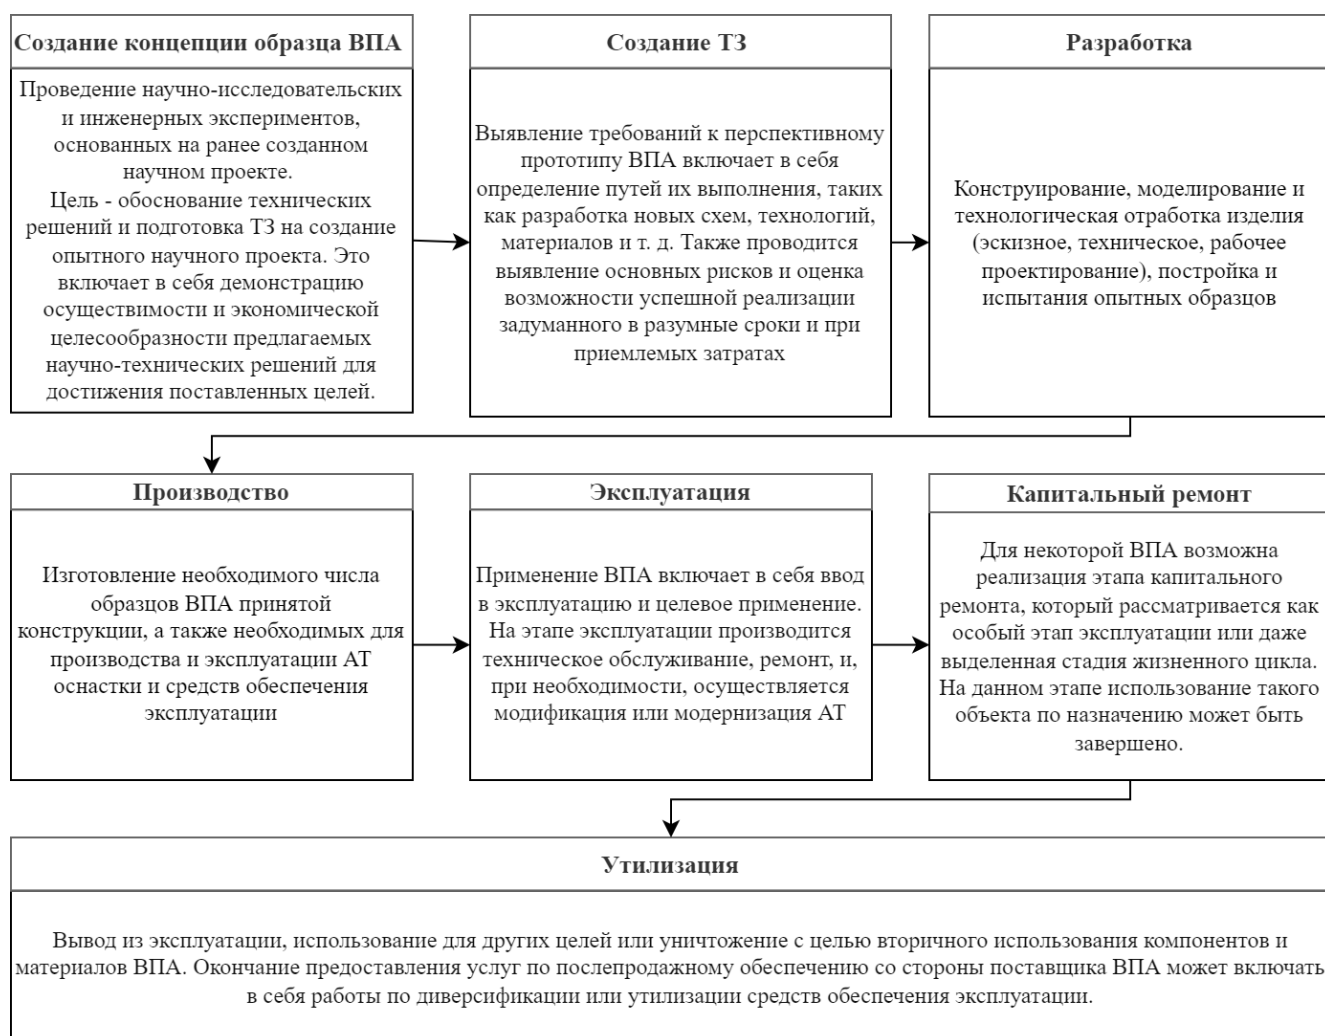 Создание концепции образца ВПА
Проведение научно-исследовательских
и инженерных экспериментов,
основанных на ранее созданном
научном проекте.
Цель - обоснование технических
решений и подготовка ТЗ на создание
опытного научного проекта. Это
включает в себя демонстрацию
осуществимости и экономической
целесообразности предлагаемых
научно-технических решений для
достижения поставленных целей.
Создание ТЗ
Выявление требований к перспективному
прототипу ВПА включает в себя
определение путей их выполнения, таких
как разработка новых схем, технологий,
материалов и т. д. Также проводится
выявление основных рисков и оценка
возможности успешной реализации
задуманного в разумные сроки и при
приемлемых затратах
Разработка
Конструирование, моделирование и
технологическая отработка изделия
(эскизное, техническое, рабочее
проектирование), постройка и
испытания опытных образцов
Производство
Изготовление необходимого числа
образцов ВПА принятой
конструкции, а также необходимых для
производства и эксплуатации АТ
оснастки и средств обеспечения
эксплуатации
Эксплуатация
Применение ВПА включает в себя ввод
в эксплуатацию и целевое применение.
На этапе эксплуатации производится
техническое обслуживание, ремонт, и,
при необходимости, осуществляется
модификация или модернизация АТ
Капитальный ремонт
Для некоторой ВПА возможна
реализация этапа капитального
ремонта, который рассматривается как
особый этап эксплуатации или даже
выделенная стадия жизненного цикла.
На данном этапе использование такого
объекта по назначению может быть
завершено.
Утилизация
Вывод из эксплуатации, использование для других целей или уничтожение с целью вторичного использования компонентов и
материалов ВПА. Окончание предоставления услуг по послепродажному обеспечению со стороны поставщика ВПА может включать
в себя работы по диверсификации или утилизации средств обеспечения эксплуатации.